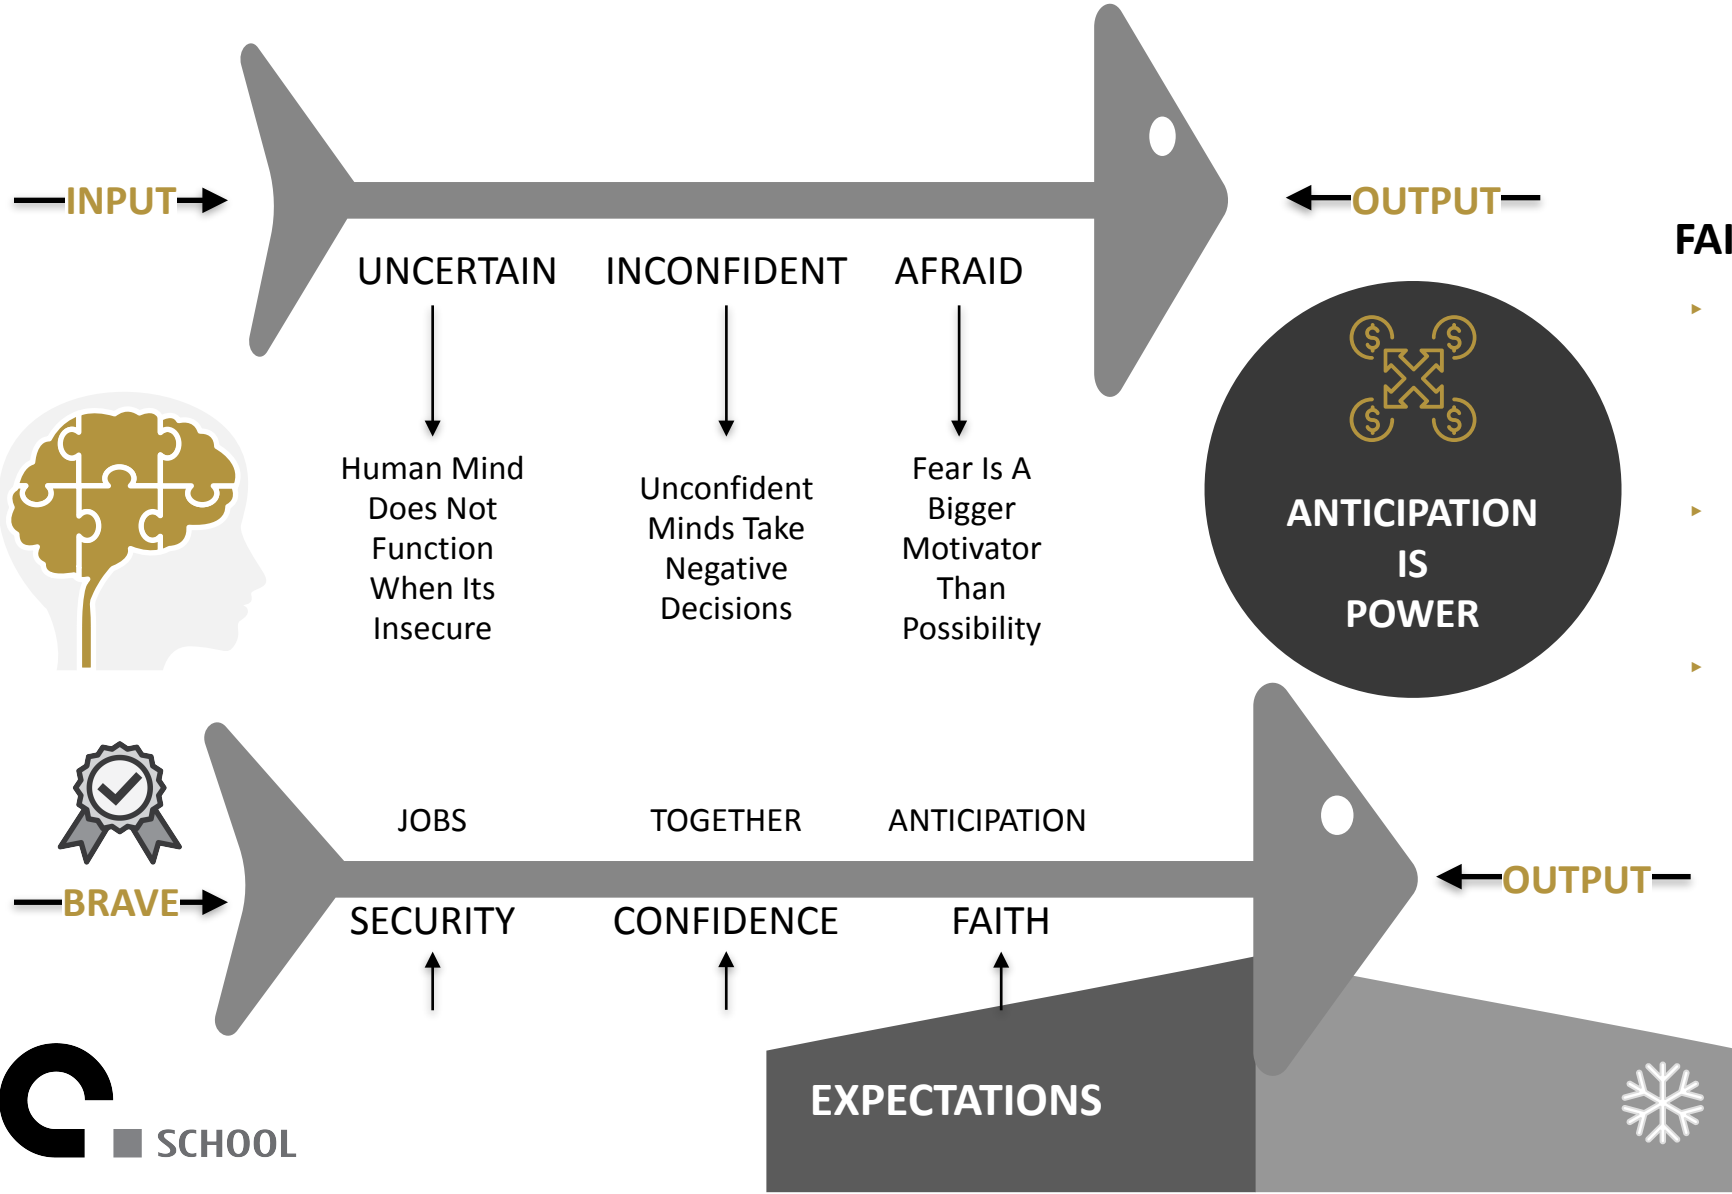 INPUT
OUTPUT
UNCERTAIN
INCONFIDENT
AFRAID
Human Mind
Does Not
Function
When Its
Insecure
Unconfident
Minds Take
Negative
Decisions
Fear Is A
Bigger
Motivator
Than
Possibility
FAI
$ $
$ $
ANTICIPATION
IS
POWER
JOBS
TOGETHER
ANTICIPATION
BRAVE
OUTPUT
SECURITY
CONFIDENCE
FAITH
EXPECTATIONS
SCHOOL